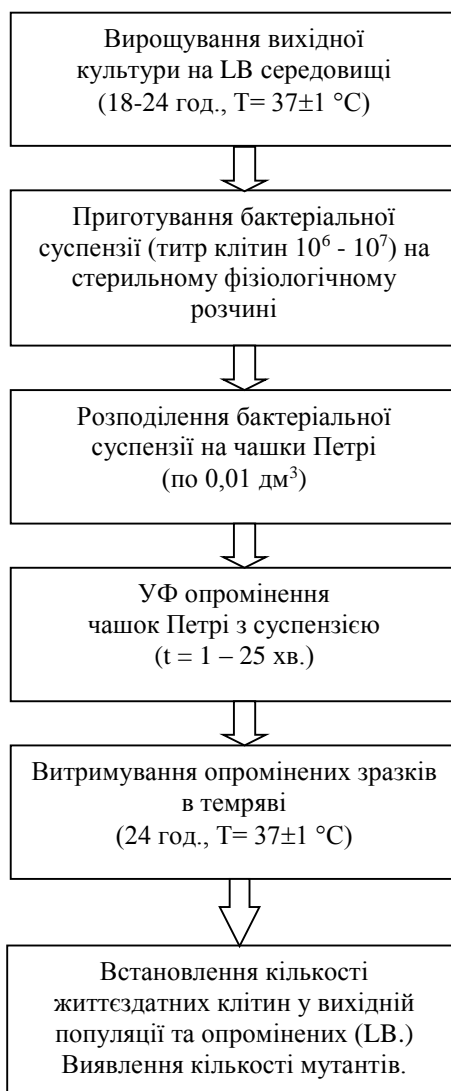 Вирощування вихідної
культури на LB середовищі
(18-24 год., Т= 37±1 °С)
Приготування бактеріальної
суспензії (титр клітин 10⁶ - 10⁷) на
стерильному фізіологічному
розчині
Розподілення бактеріальної
суспензії на чашки Петрі
(по 0,01 дм³)
УФ опромінення
чашок Петрі з суспензією
(t = 1 – 25 хв.)
Витримування опромінених зразків
в темряві
(24 год., Т= 37±1 °С)
Встановлення кількості
життєздатних клітин у вихідній
популяції та опромінених (LB.)
Виявлення кількості мутантів.